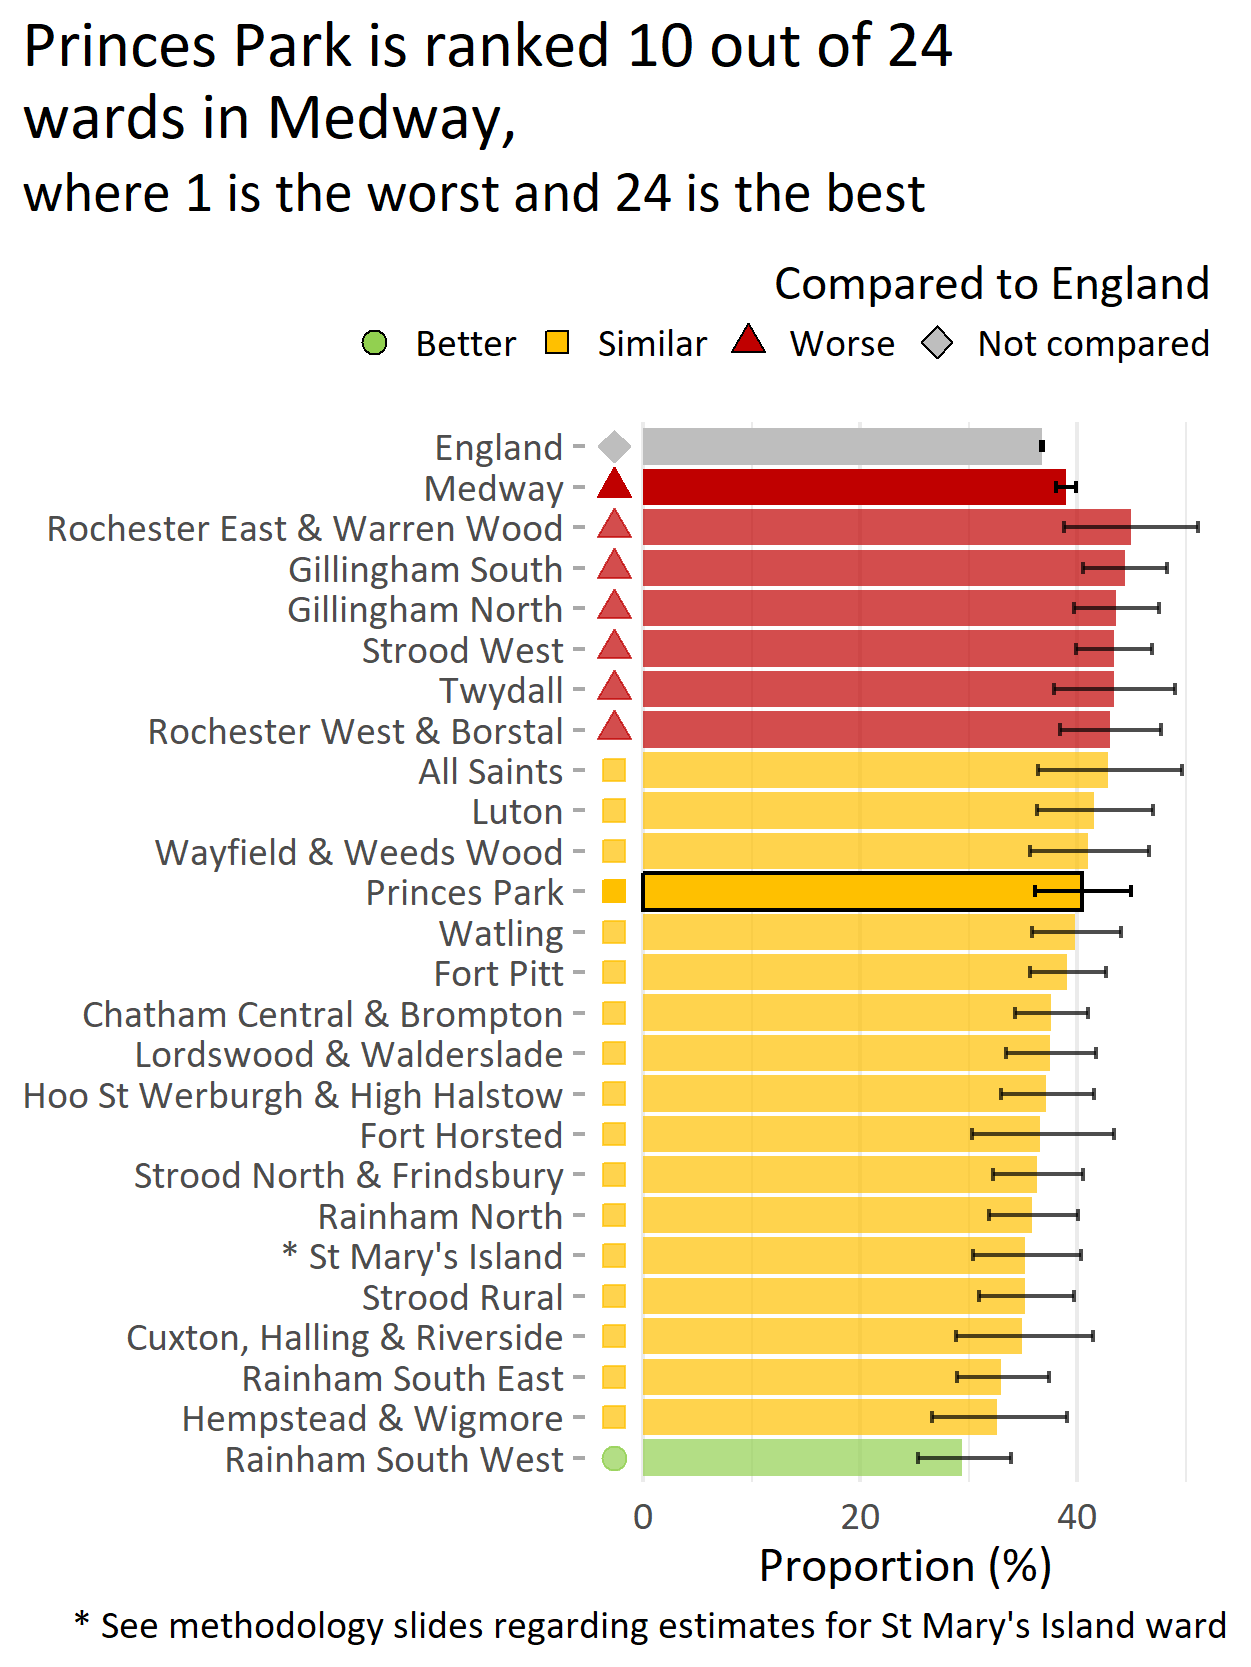 Princes Park is ranked 10 out of 24
wards in Medway,
where 1 is the worst and 24 is the best
Compared to England
Better Similar Worse Not compared
England
Medway
Rochester East & Warren Wood
Gillingham South
Gillingham North
Strood West
Twydall
Rochester West & Borstal
All Saints
Luton
Wayfield & Weeds Wood
Princes Park
Watling
Fort Pitt
Chatham Central & Brompton
Lordswood & Walderslade
Hoo St Werburgh & High Halstow
Fort Horsted
Strood North & Frindsbury
Rainham North
* St Mary's Island
Strood Rural
Cuxton, Halling & Riverside
Rainham South East
Hempstead & Wigmore
Rainham South West
0 20 40
Proportion (%)
* See methodology slides regarding estimates for St Mary's Island ward